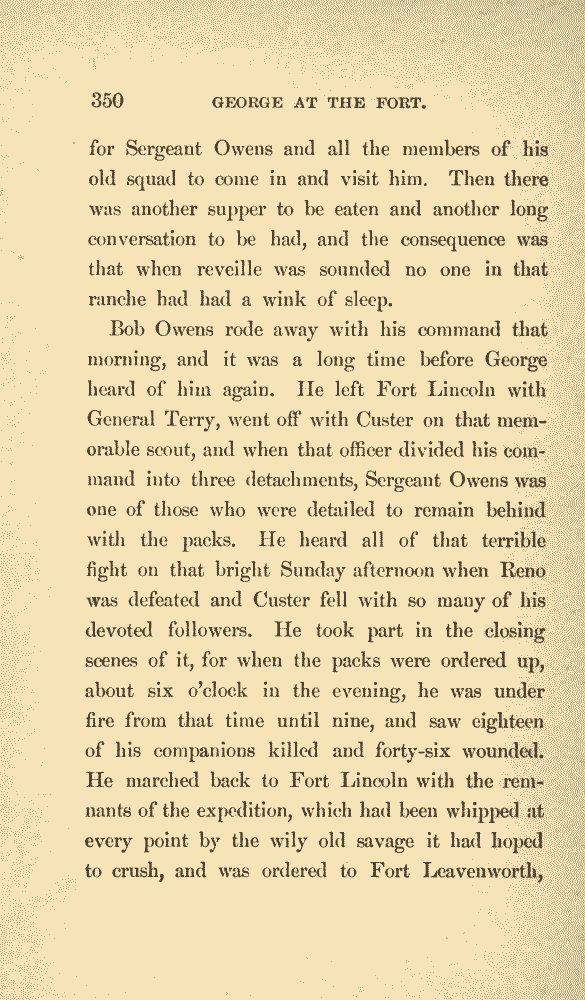 350 GEORGE AT THE FORT.
for Sergeant Owens and all the members of his
old squad to come in and visit him. Then there
was another supper to be eaten and another long
conversation to be had, and the consequence was
that when reveille was sounded no one in that
ranche had had a wink of sleep.
Bob Owens rode away with his command that
morning, and it was a long time before George
heard of him again. He left Fort Lincoln with
General Terry, went off with Custer on that mem-
orable scout, and when that officer divided his com-
mand into three detachments, Sergeant Owens was
one of those who were detailed to remain behind
with the packs. He heard all of that terrible
fight on that bright Sunday afternoon when Reno
was defeated and Custer fell with so many of his
devoted followers. He took part in the closing
scenes of it, for when the packs were ordered up,
about six o'clock in the evening, he was under
fire from that time until nine, and saw eighteen
of his companions killed and forty-six wounded.
He marched back to Fort Lincoln with the rem-
nants of the expedition, which had been whipped at
every point by the wily old savage it had hoped
to crush, and was ordered to Fort Leavenworth,